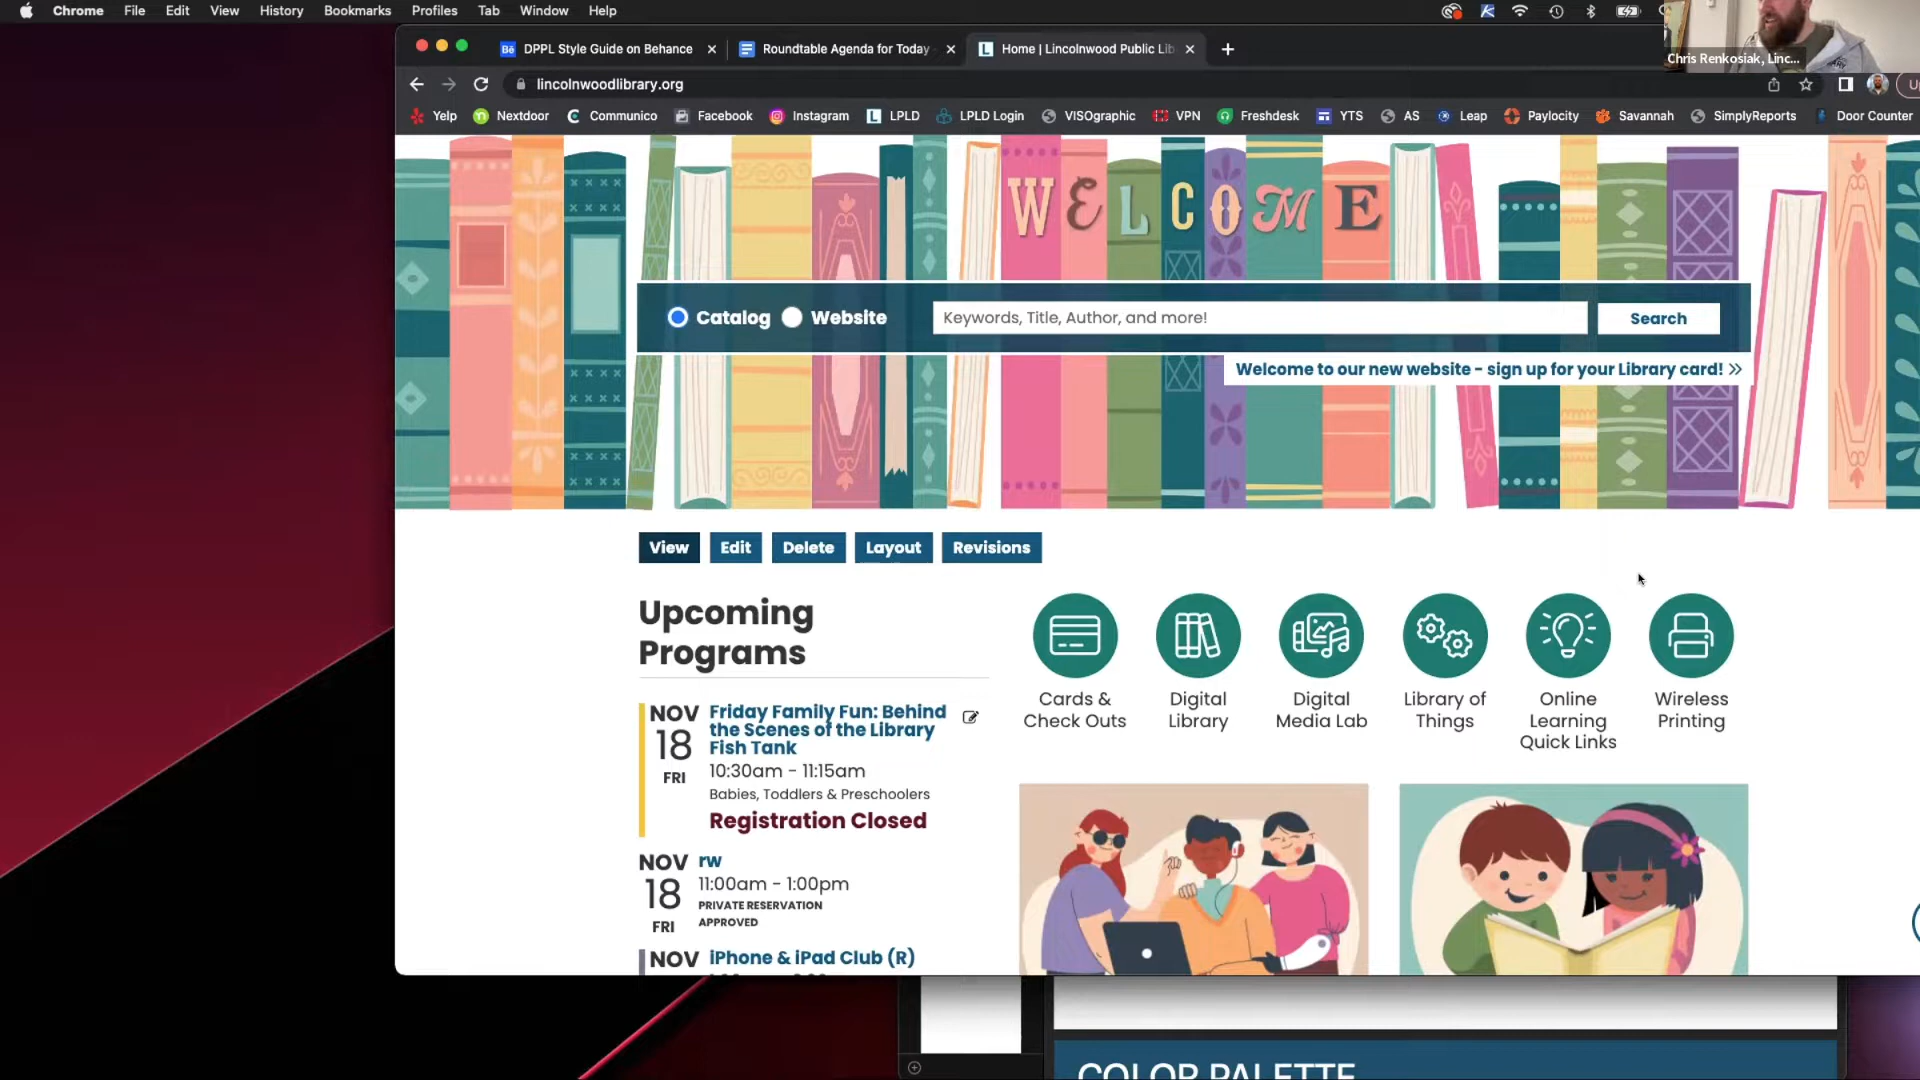 Chrome File Edit View History Bookmarks Profiles Tab Window Help
Chris Renkosiak, Linc...
Bē DPPL Style Guide on Behance Roundtable Agenda for Today L Home | Lincolnwood Public Lib
lincolnwoodlibrary.org
Yelp Nextdoor Communico Facebook Instagram LPLD LPLD Login VISOgraphic VPN Freshdesk YTS AS Leap Paylocity Savannah SimplyReports Door Counter
WELCOME
Catalog Website Keywords, Title, Author, and more! Search
Welcome to our new website - sign up for your Library card! »
View Edit Delete Layout Revisions
Upcoming
Programs
NOV
18
FRI
Friday Family Fun: Behind
the Scenes of the Library
Fish Tank
10:30am - 11:15am
Babies, Toddlers & Preschoolers
Registration Closed
NOV
18
FRI
rw
11:00am - 1:00pm
PRIVATE RESERVATION
APPROVED
NOV
iPhone & iPad Club (R)
Cards &
Check Outs
Digital
Library
Digital
Media Lab
Library of
Things
Online
Learning
Quick Links
Wireless
Printing
COLOR PALETTE